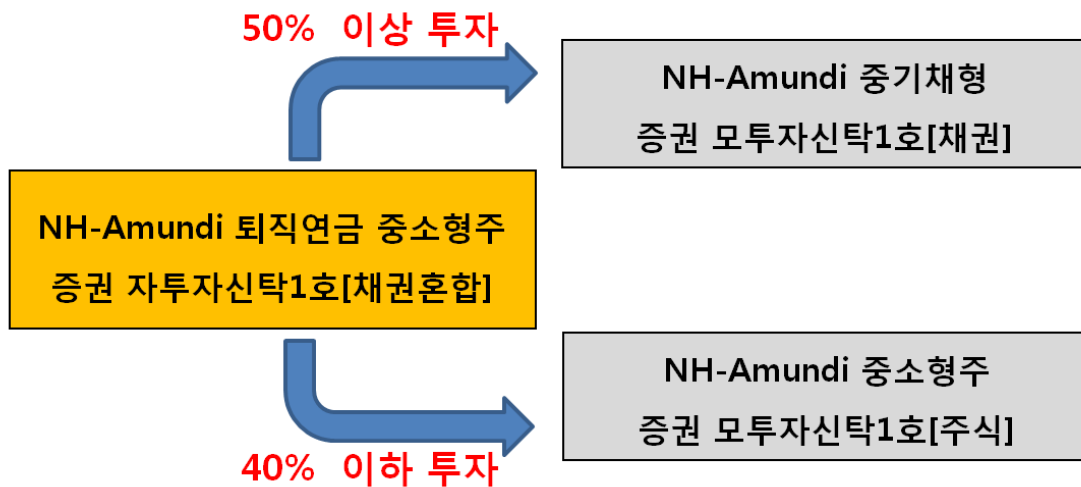 50% 이상 투자
NH-Amundi 중기채형
증권 모투자신탁1호[채권]
NH-Amundi 퇴직연금 중소형주
증권 자투자신탁1호[채권혼합]
NH-Amundi 중소형주
증권 모투자신탁1호[주식]
40% 이하 투자